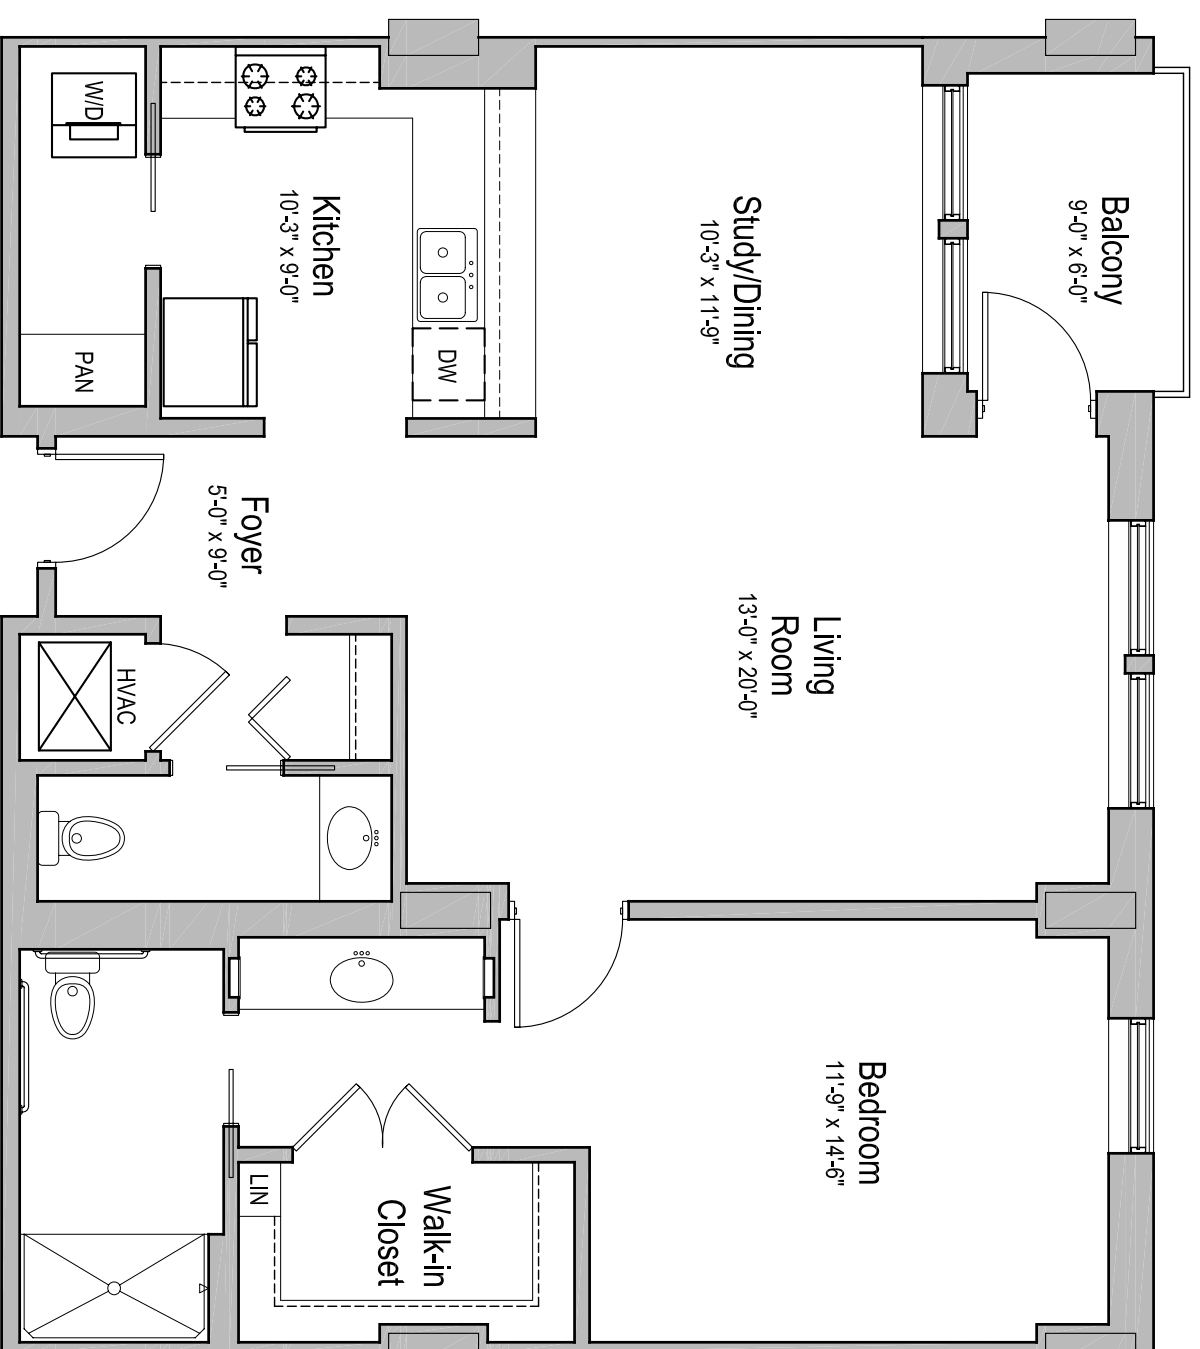 W/D
Kitchen
10'-3" x 9'-0"
DW
PAN
Study/Dining
10'-3" x 11'-9"
Balcony
9'-0" x 6'-0"
Foyer
5'-0" x 9'-0"
HVAC
Living
Room
13'-0" x 20'-0"
Bedroom
11'-9" x 14'-6"
LIN
Walk-in
Closet